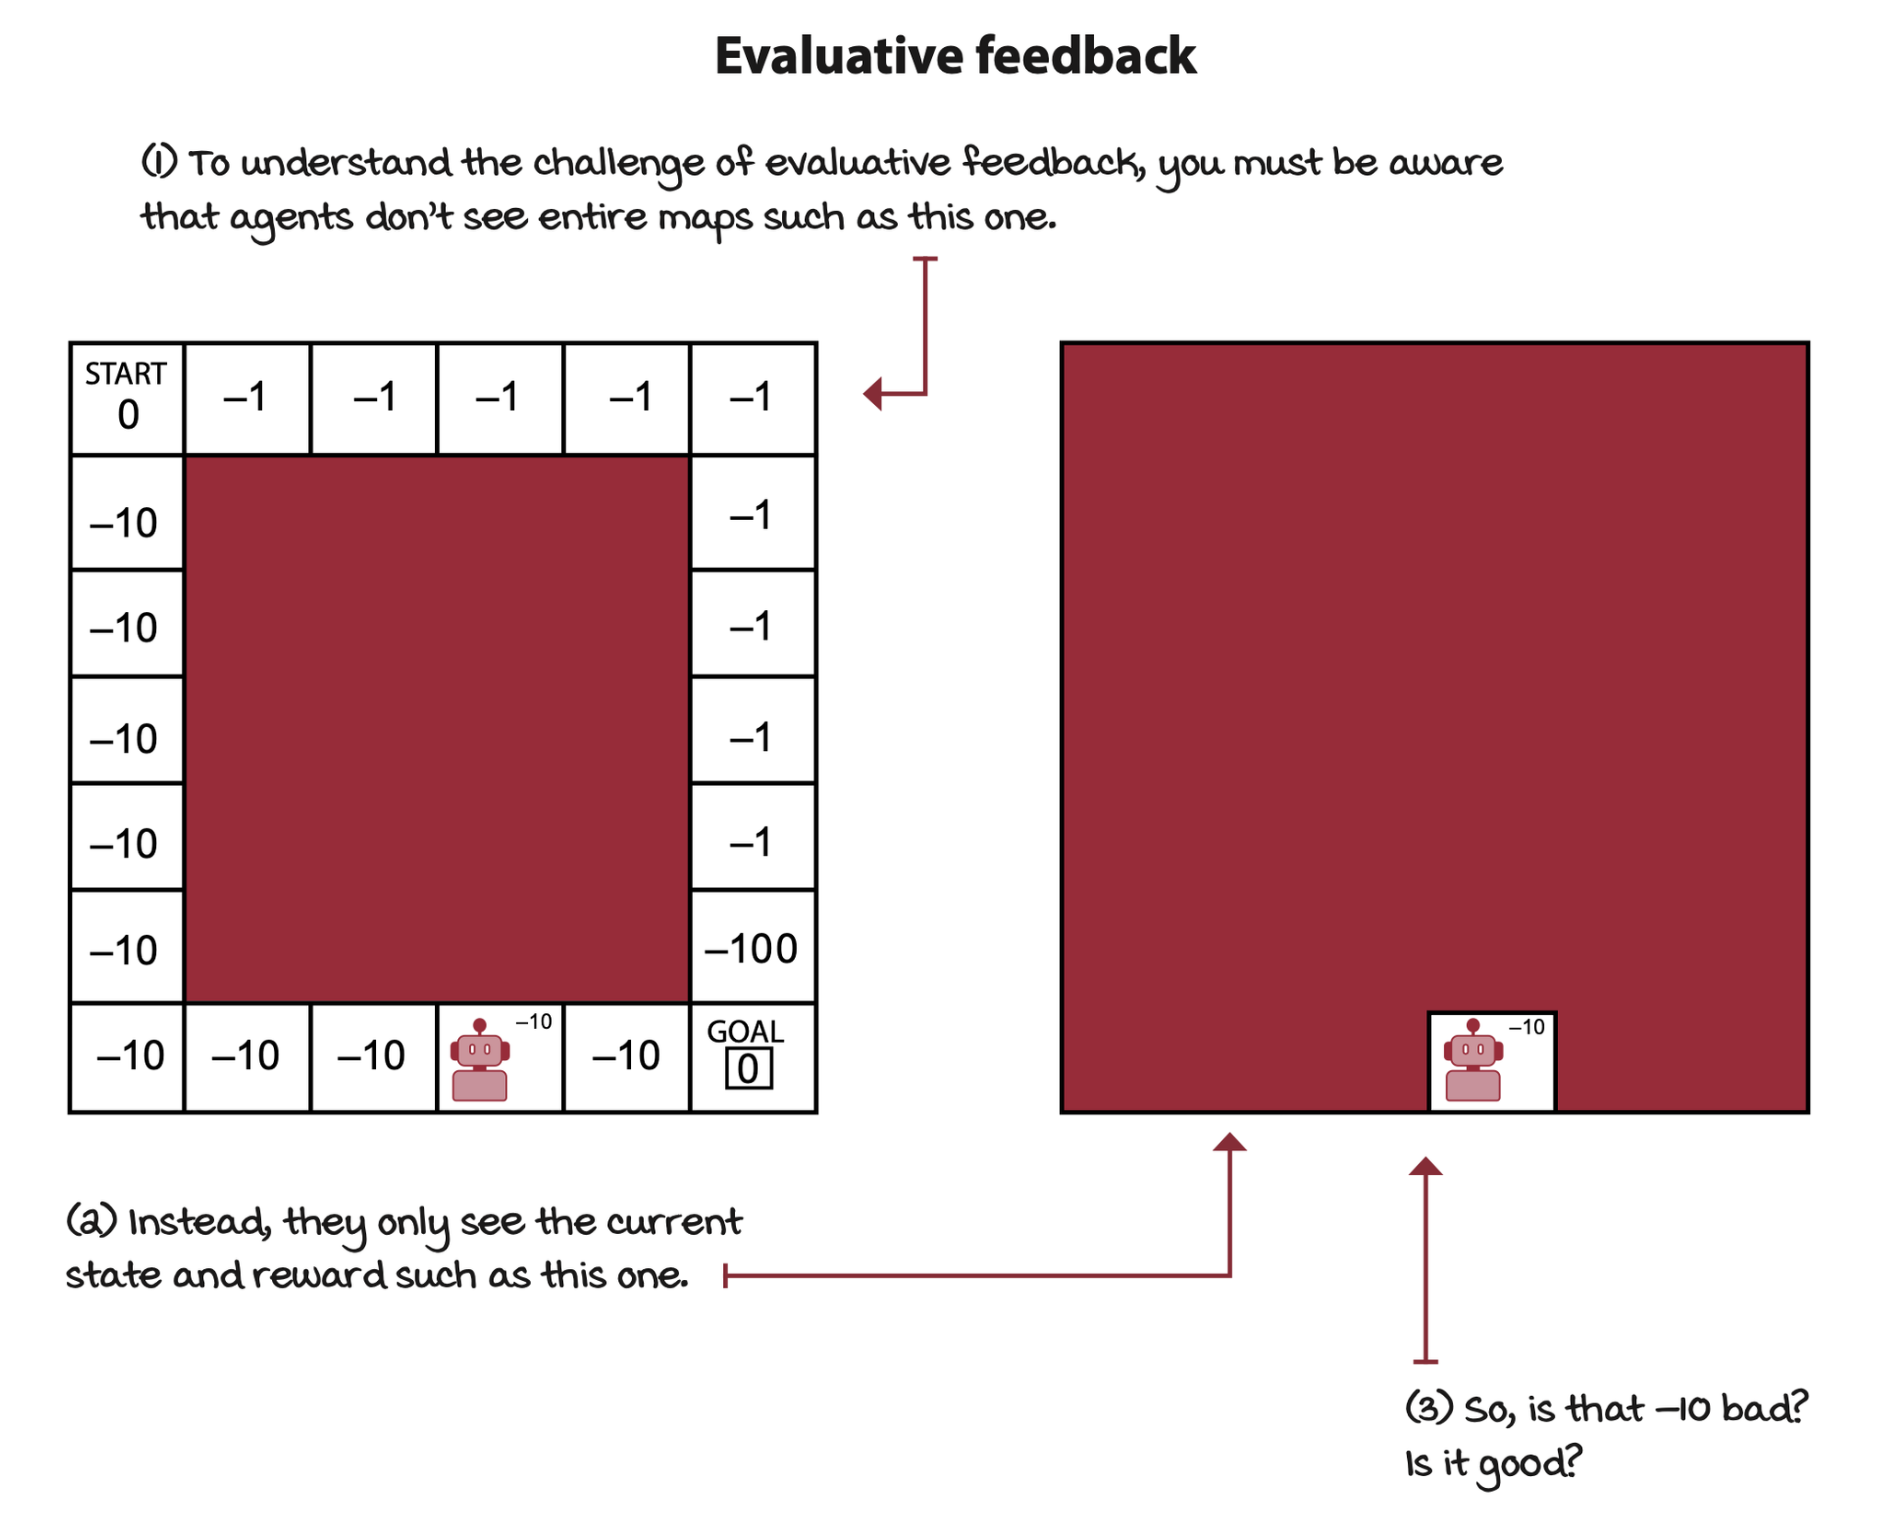 Evaluative feedback
(1) To understand the challenge of evaluative feedback, you must be aware
that agents don't see entire maps such as this one.
START
0
–1
–1
–1
–1
–1
–10
–1
–10
–1
–10
–1
–10
–1
–10
–100
–10
–10
–10
–10
–10
GOAL
0
–10
(2) Instead, they only see the current
state and reward such as this one.
(3) So, is that –10 bad?
Is it good?